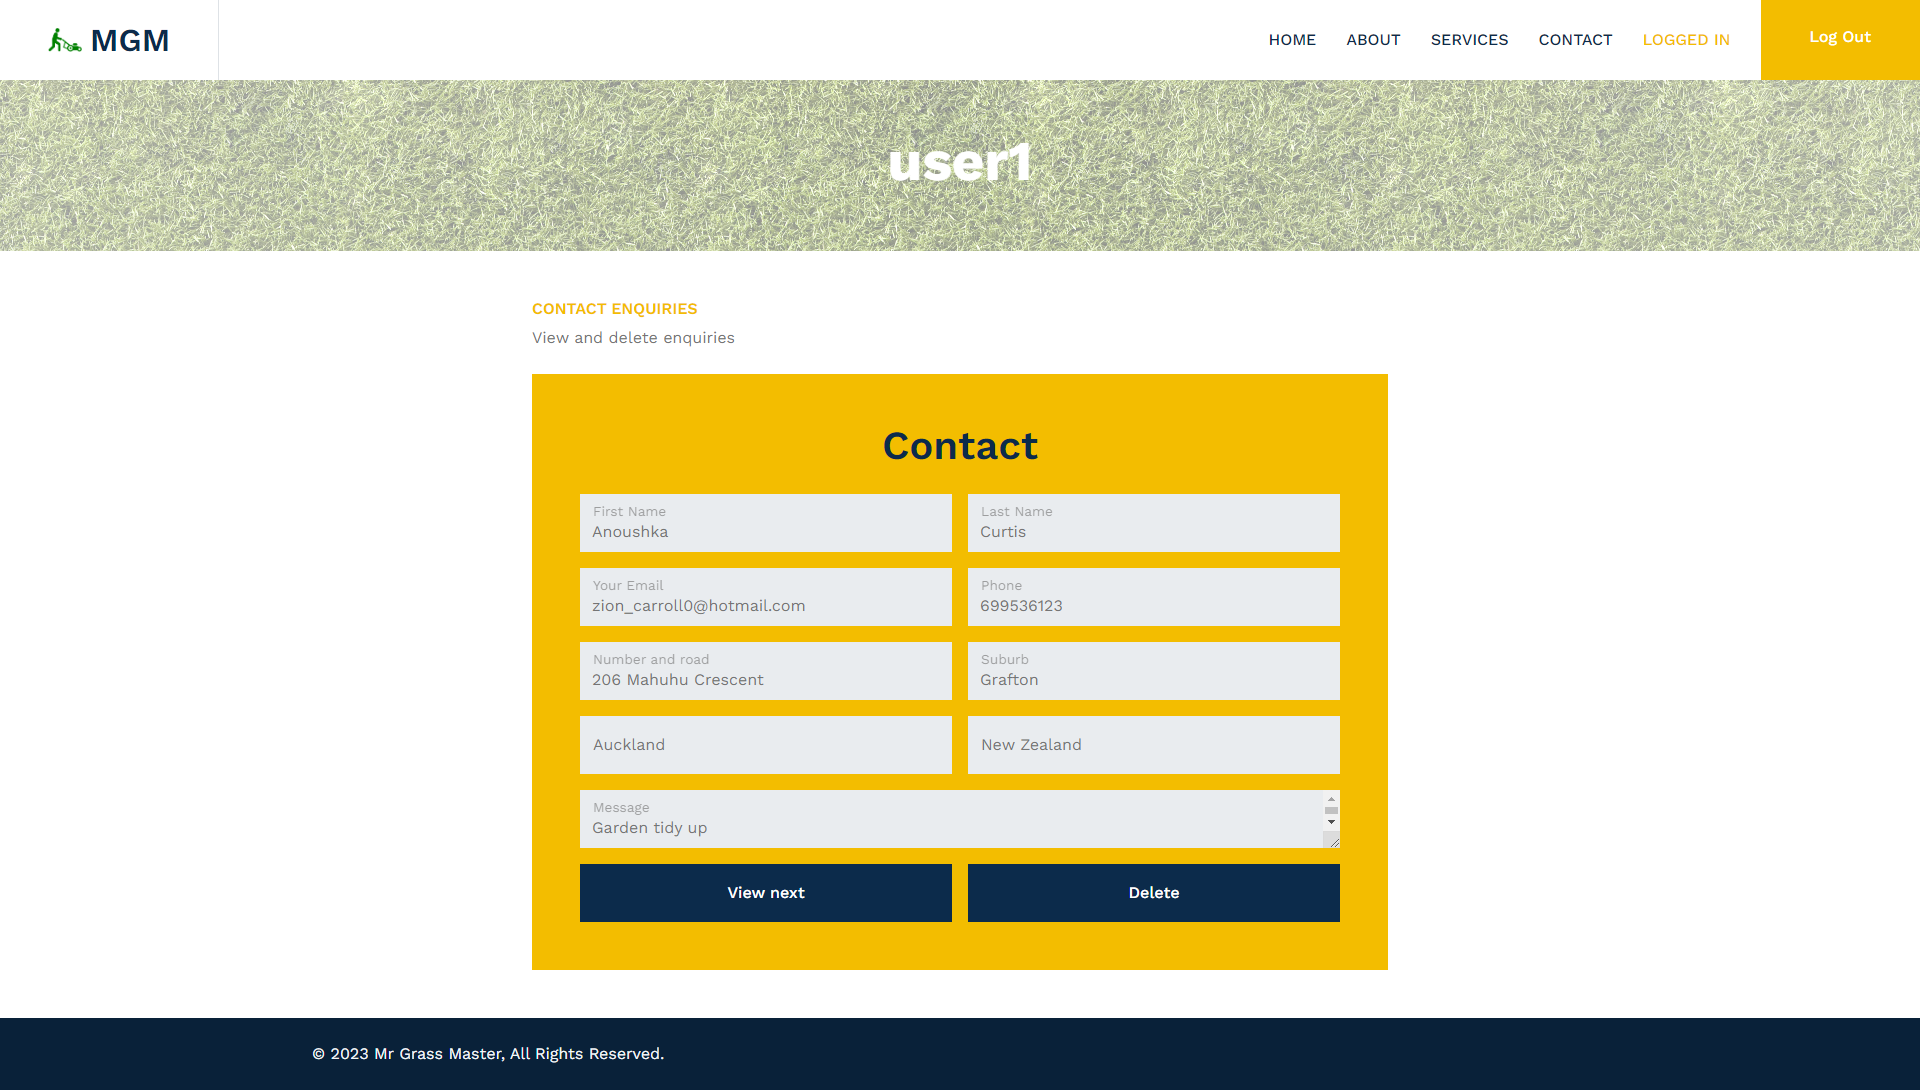 MGM
HOME ABOUT SERVICES CONTACT LOGGED IN Log Out
user1
CONTACT ENQUIRIES
View and delete enquiries
Contact
First Name
Anoushka
Last Name
Curtis
Your Email
zion_carroll0@hotmail.com
Phone
699536123
Number and road
206 Mahuhu Crescent
Suburb
Grafton
Auckland
New Zealand
Message
Garden tidy up
View next
Delete
© 2023 Mr Grass Master, All Rights Reserved.